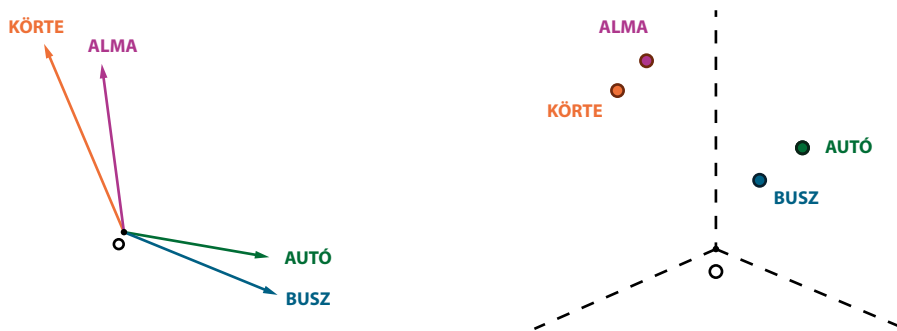 KÖRTE
ALMA
AUTÓ
BUSZ
O
ALMA
KÖRTE
AUTÓ
BUSZ
O